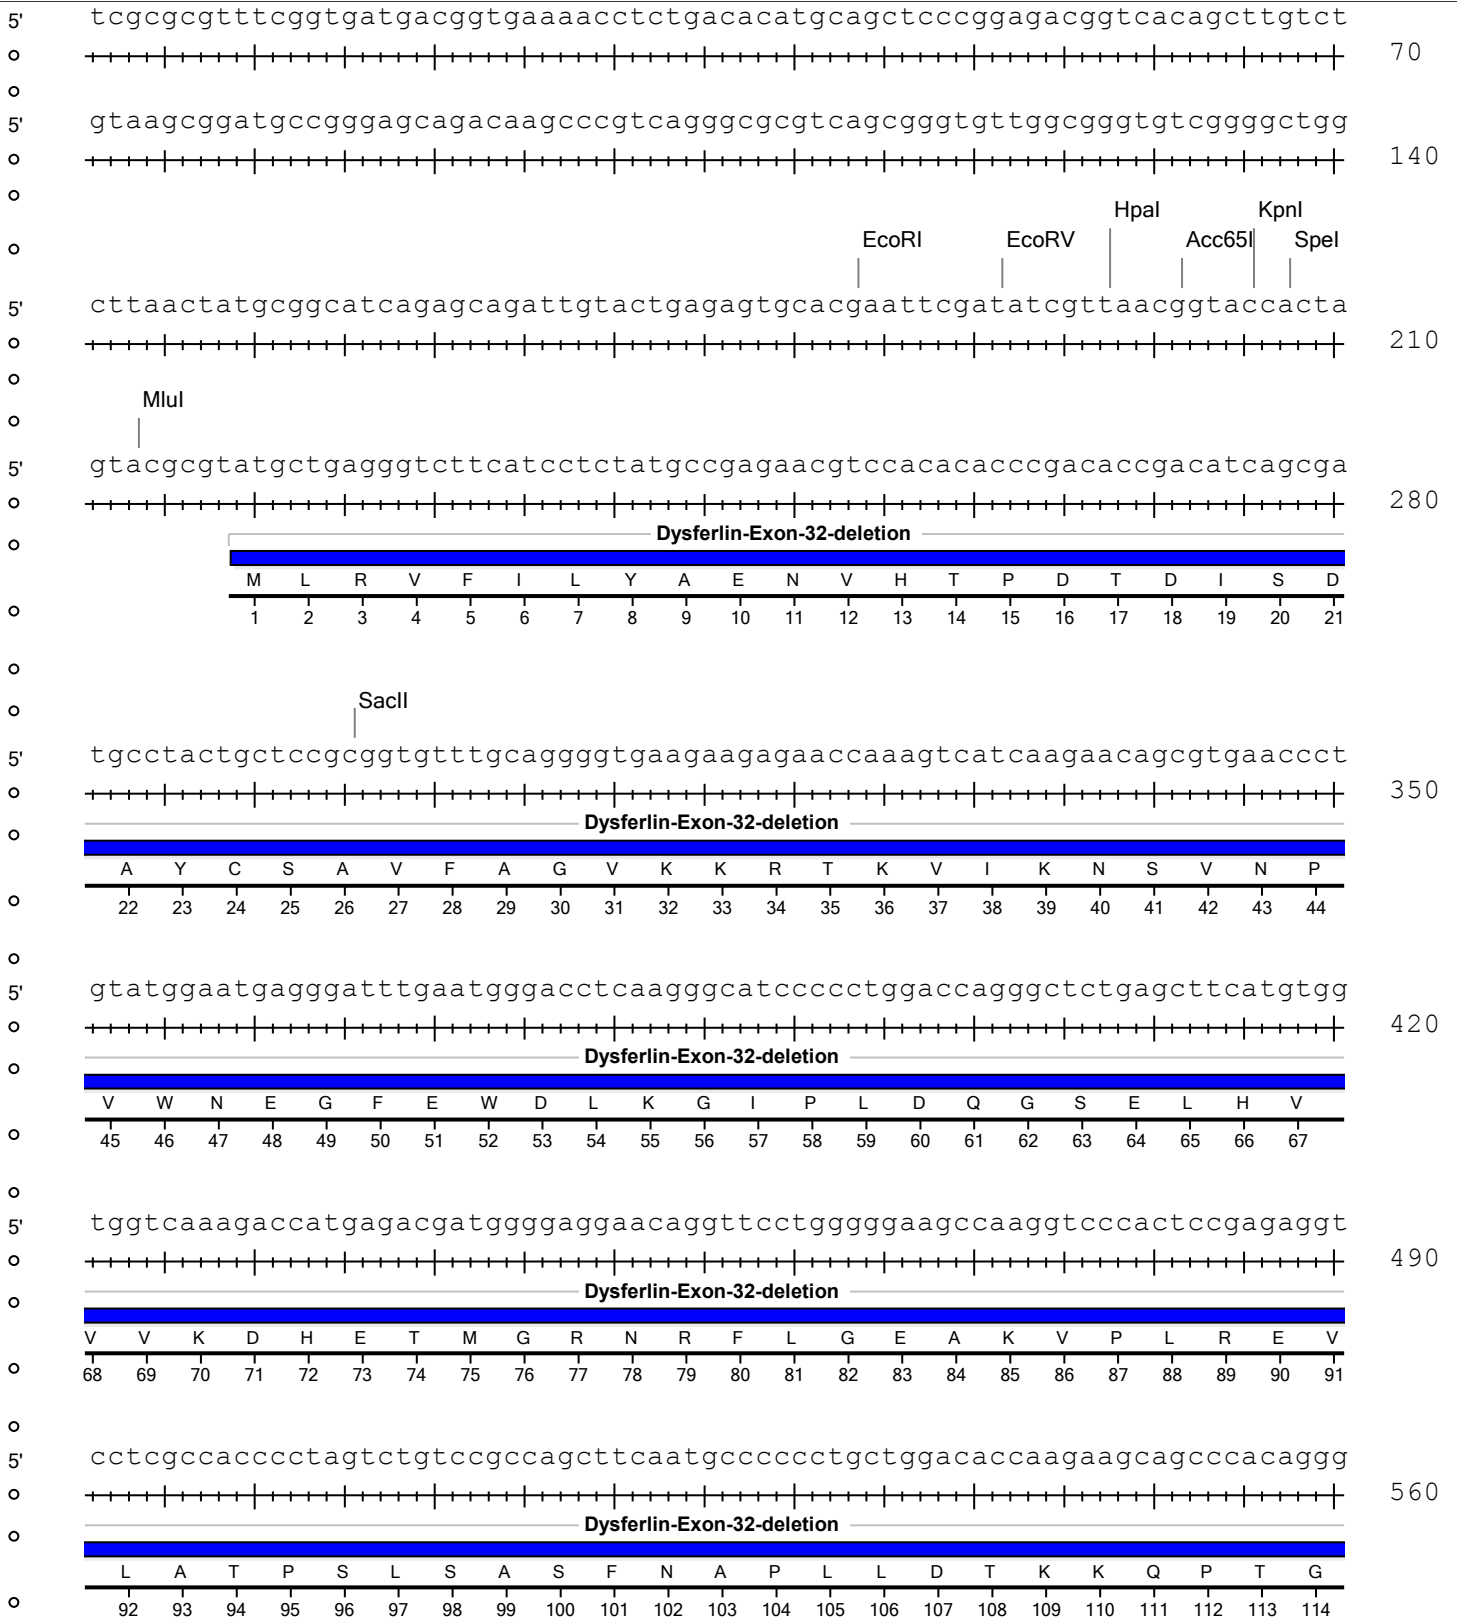 5' tcgcgcgtttcggtgatgacggtgaaaacctctgacacatgcagctcccggagacggtcacagcttgtct
70
5' gtaagcggatgccgggagcagacaagcccgtcagggcgcgtcagcgggtgttggcgggtgtcggggctgg
140
HpaI KpnI
EcoRI EcoRV Acc65I SpeI
5' cttaactatgcggcatcagagcagattgtactgagagtgcacgaattcgatatcgttaacggtaccacta
210
MluI
5' gtacgcgtatgctgagggtcttcatcctctatgccgagaacgtccacacacccgacaccgacatcagcga
280
Dysferlin-Exon-32-deletion
M L R V F I L Y A E N V H T P D T D I S D
1 2 3 4 5 6 7 8 9 10 11 12 13 14 15 16 17 18 19 20 21
SacII
5' tgcctactgctccgcggtgtttgcaggggtgaagaagagaaccaaagtcatcaagaacagcgtgaaccct
350
Dysferlin-Exon-32-deletion
A Y C S A V F A G V K K R T K V I K N S V N P
22 23 24 25 26 27 28 29 30 31 32 33 34 35 36 37 38 39 40 41 42 43 44
5' gtatggaatgagggatttgaatgggacctcaagggcatccccctggaccagggctctgagcttcatgtgg
420
Dysferlin-Exon-32-deletion
V W N E G F E W D L K G I P L D Q G S E L H V
45 46 47 48 49 50 51 52 53 54 55 56 57 58 59 60 61 62 63 64 65 66 67
5' tggtcaaagaccatgagacgatggggaggaacaggttcctgggggaagccaaggtcccactccgagaggt
490
Dysferlin-Exon-32-deletion
V V K D H E T M G R N R F L G E A K V P L R E V
68 69 70 71 72 73 74 75 76 77 78 79 80 81 82 83 84 85 86 87 88 89 90 91
5' cctcgccacccctagtctgtccgccagcttcaatgcccccctgctggacaccaagaagcagcccacaggg
560
Dysferlin-Exon-32-deletion
L A T P S L S A S F N A P L L D T K K Q P T G
92 93 94 95 96 97 98 99 100 101 102 103 104 105 106 107 108 109 110 111 112 113 114